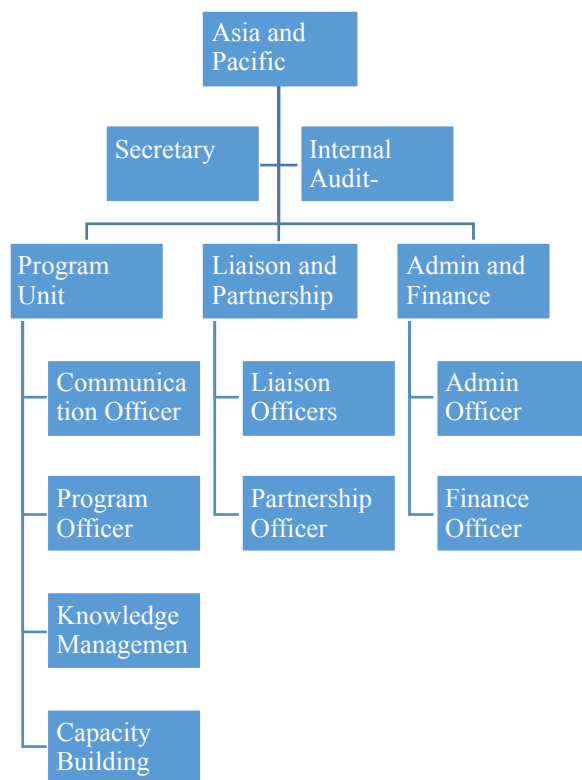 Asia and
Pacific
Secretary
Internal
Audit-
Program
Unit
Liaison and
Partnership
Admin and
Finance
Communica
tion Officer
Liaison
Officers
Admin
Officer
Program
Officer
Partnership
Officer
Finance
Officer
Knowledge
Managemen
Capacity
Building